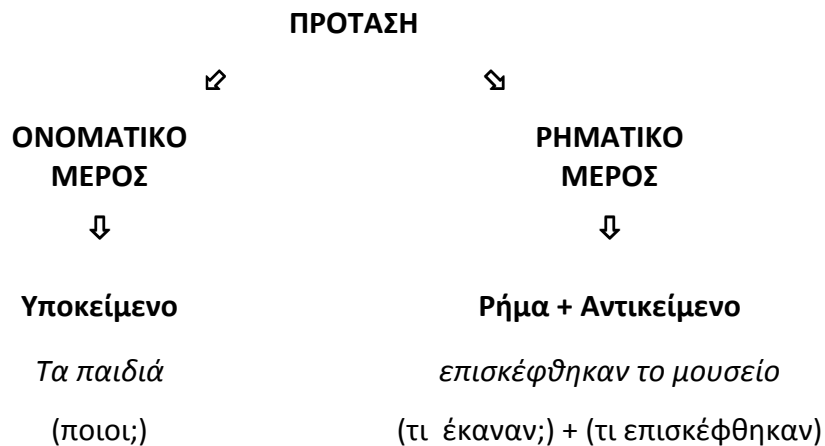 ΠΡΟΤΑΣΗ
ΟΝΟΜΑΤΙΚΟ ΡΗΜΑΤΙΚΟ
ΜΕΡΟΣ ΜΕΡΟΣ
Υποκείμενο Ρήμα + Αντικείμενο
Τα παιδιά επισκέφθηκαν το μουσείο
(ποιοι;) (τι έκαναν;) + (τι επισκέφθηκαν)